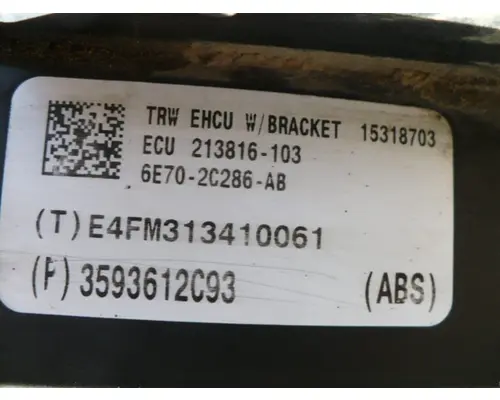 TRW EHCU W/BRACKET 15318703
ECU 213816-103
6E70-2C286-AB
(T) E4FM313410061
(P) 3593612C93 (ABS)